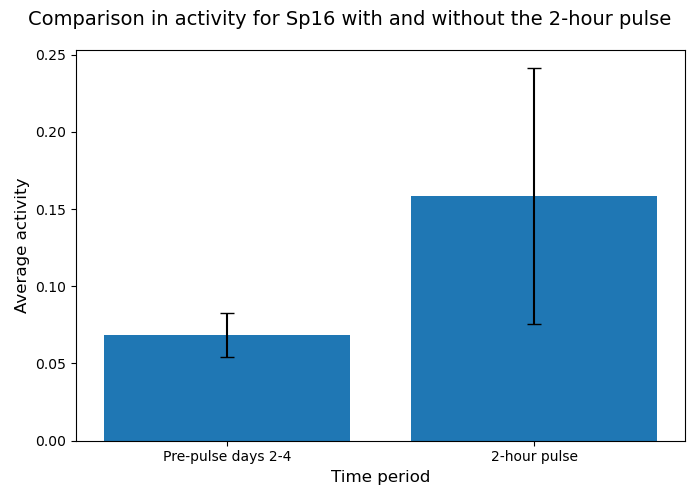 Comparison in activity for Sp16 with and without the 2-hour pulse
0.25
0.20
0.15
0.10
0.05
0.00
Average activity
Pre-pulse days 2-4
2-hour pulse
Time period